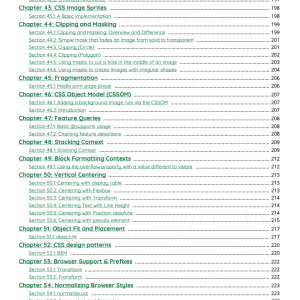 Chapter 43: CSS Image Sprites 198
Section 43.1: A Basic Implementation 198
Chapter 44: Clipping and Masking 199
Section 44.1: Clipping and Masking: Overview and Difference 199
Section 44.2: Simple mask that fades an image from solid to transparent 201
Section 44.3: Clipping (Circle) 201
Section 44.4: Clipping (Polygon) 202
Section 44.5: Using masks to cut a hole in the middle of an image 203
Section 44.6: Using masks to create images with irregular shapes 204
Chapter 45: Fragmentation 206
Section 45.1: Media print page-break 206
Chapter 46: CSS Object Model (CSSOM) 207
Section 46.1: Adding a background-image rule via the CSSOM 207
Section 46.2: Introduction 207
Chapter 47: Feature Queries 208
Section 47.1: Basic @supports usage 208
Section 47.2: Chaining feature detections 208
Chapter 48: Stacking Context 209
Section 48.1: Stacking Context 209
Chapter 49: Block Formatting Contexts 212
Section 49.1: Using the overflow property with a value different to visible 212
Chapter 50: Vertical Centering 213
Section 50.1: Centering with display: table 213
Section 50.2: Centering with Flexbox 213
Section 50.3: Centering with Transform 214
Section 50.4: Centering Text with Line Height 214
Section 50.5: Centering with Position: absolute 214
Section 50.6: Centering with pseudo element 215
Chapter 51: Object Fit and Placement 217
Section 51.1: object-fit 217
Chapter 52: CSS design patterns 220
Section 52.1: BEM 220
Chapter 53: Browser Support & Prefixes 222
Section 53.1: Transitions 222
Section 53.2: Transform 222
Chapter 54: Normalizing Browser Styles 223
Section 54.1: normalize.css 223